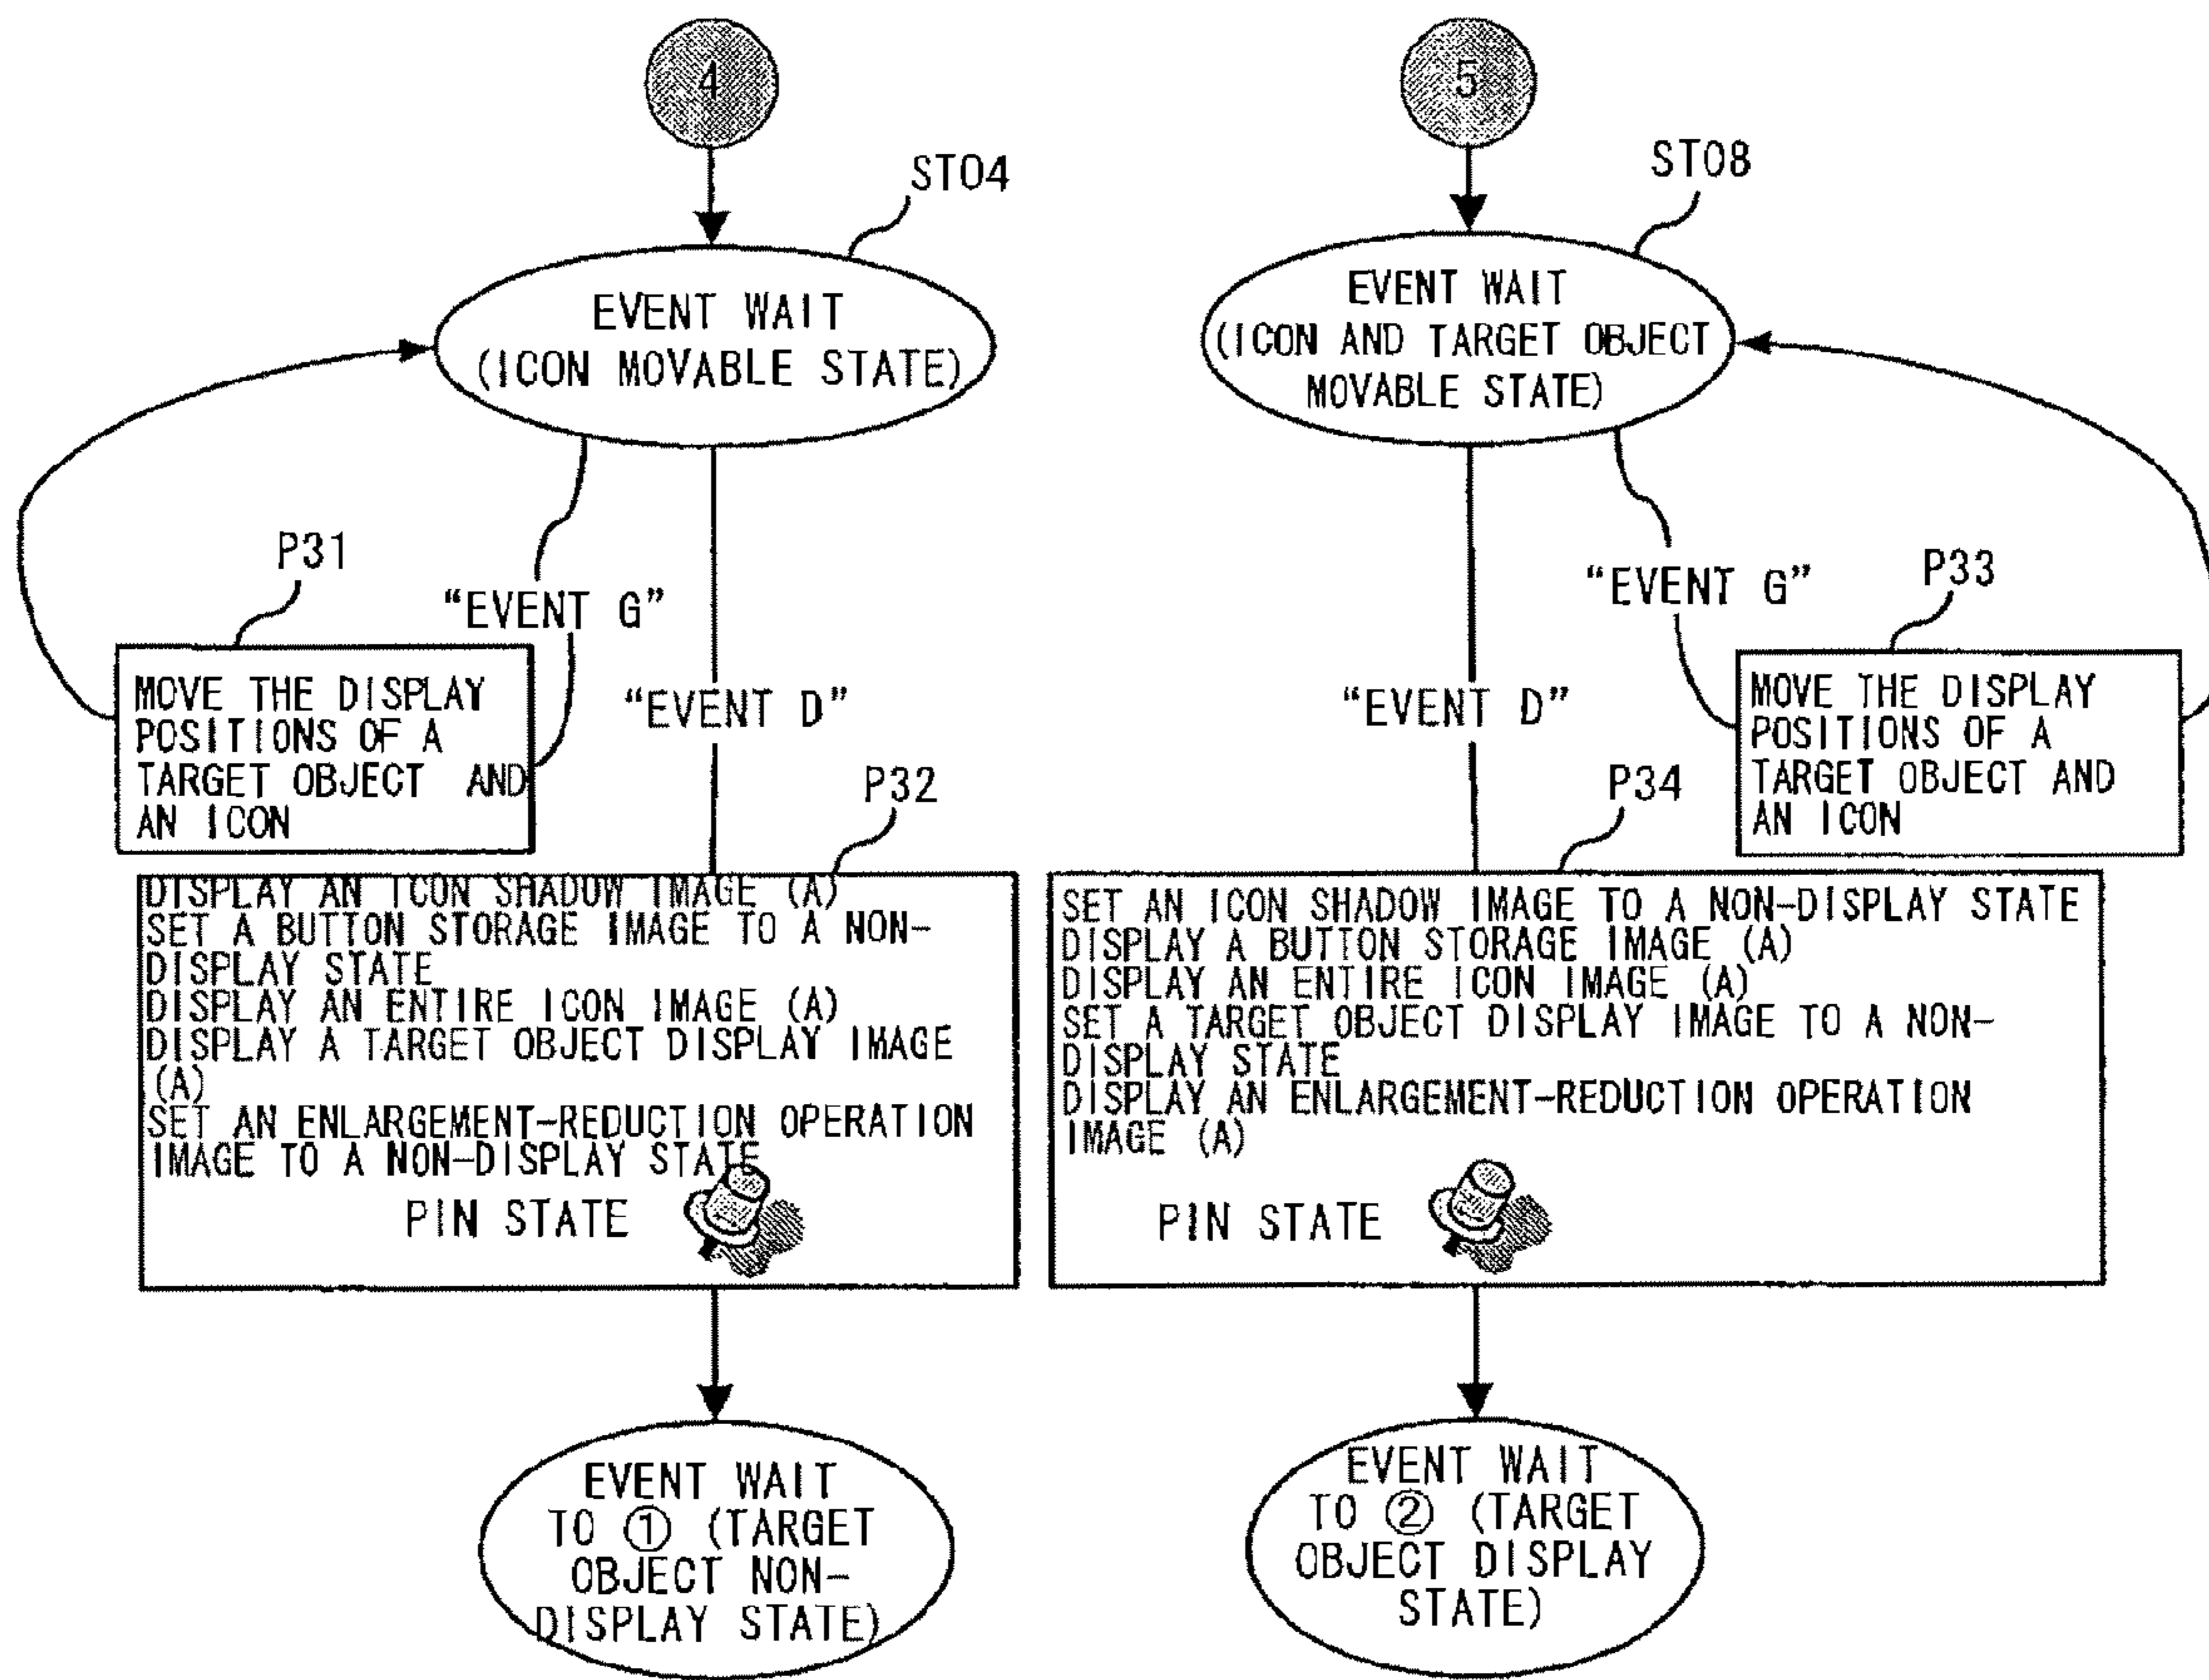 4
ST04
EVENT WAIT
(ICON MOVABLE STATE)
P31
"EVENT G"
MOVE THE DISPLAY
POSITIONS OF A
TARGET OBJECT AND
AN ICON
"EVENT D"
P32
DISPLAY AN ICON SHADOW IMAGE (A)
SET A BUTTON STORAGE IMAGE TO A NON-
DISPLAY STATE
DISPLAY AN ENTIRE ICON IMAGE (A)
DISPLAY A TARGET OBJECT DISPLAY IMAGE
(A)
SET AN ENLARGEMENT-REDUCTION OPERATION
IMAGE TO A NON-DISPLAY STATE
PIN STATE
EVENT WAIT
TO ① (TARGET
OBJECT NON-
DISPLAY STATE)
5
ST08
EVENT WAIT
(ICON AND TARGET OBJECT
MOVABLE STATE)
"EVENT G"
P33
MOVE THE DISPLAY
POSITIONS OF A
TARGET OBJECT AND
AN ICON
"EVENT D"
P34
SET AN ICON SHADOW IMAGE TO A NON-DISPLAY STATE
DISPLAY A BUTTON STORAGE IMAGE (A)
DISPLAY AN ENTIRE ICON IMAGE (A)
SET A TARGET OBJECT DISPLAY IMAGE TO A NON-
DISPLAY STATE
DISPLAY AN ENLARGEMENT-REDUCTION OPERATION
IMAGE (A)
PIN STATE
EVENT WAIT
TO ② (TARGET
OBJECT DISPLAY
STATE)